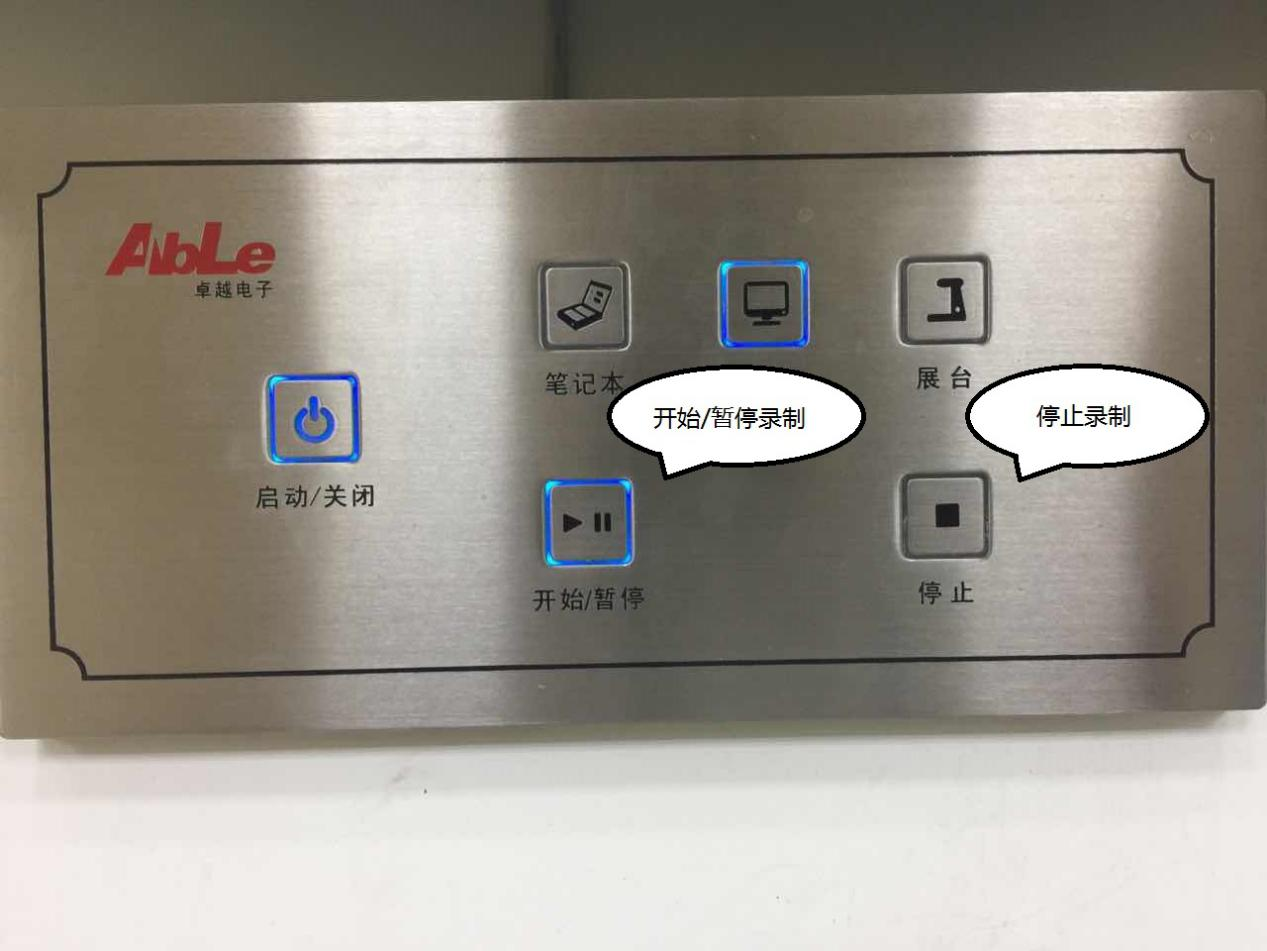 AbLe
卓越电子
笔记本
展台
开始/暂停录制
停止录制
启动/关闭
开始/暂停
停止